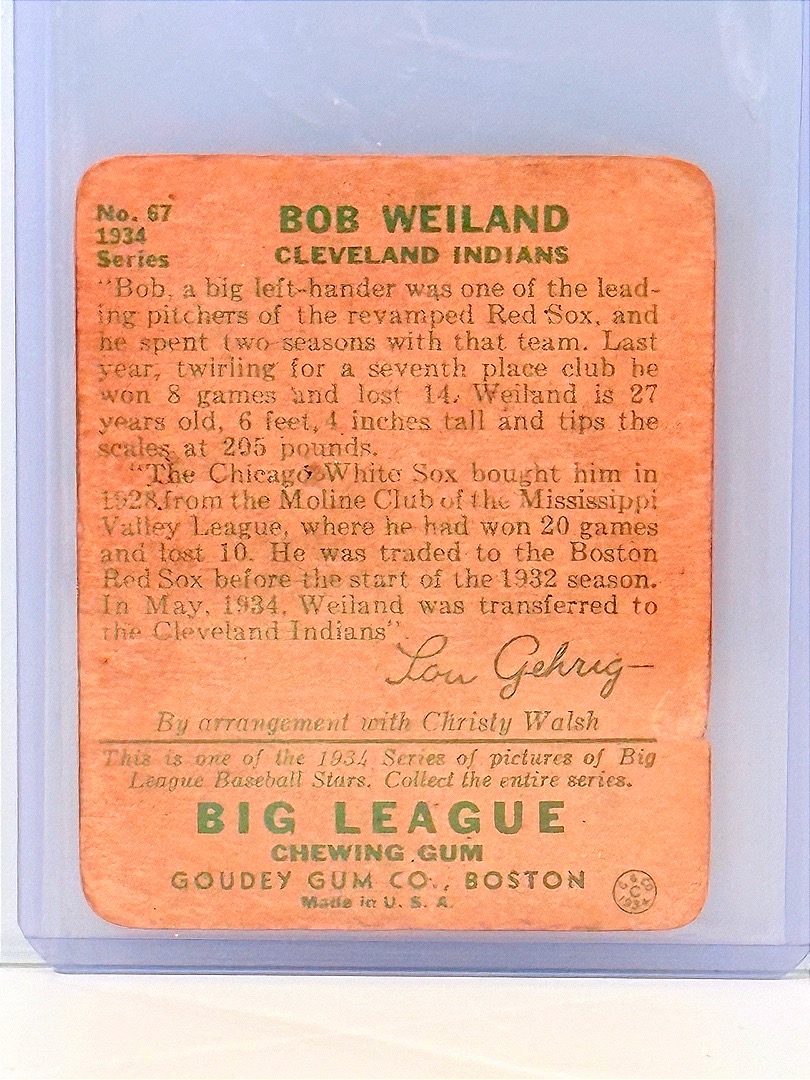 No. 67
1934
Series
BOB WEILAND
CLEVELAND INDIANS
"Bob, a big left-hander was one of the lead-
ing pitchers of the revamped Red Sox, and
he spent two seasons with that team. Last
year, twirling for a seventh place club he
won 8 games and lost 14. Weiland is 27
years old, 6 feet, 4 inches tall and tips the
scales at 205 pounds.
"The Chicago White Sox bought him in
1928 from the Moline Club of the Mississippi
Valley League, where he had won 20 games
and lost 10. He was traded to the Boston
Red Sox before the start of the 1932 season.
In May, 1934, Weiland was transferred to
the Cleveland Indians".
Lou Gehrig
By arrangement with Christy Walsh
This is one of the 1934 Series of pictures of Big
League Baseball Stars. Collect the entire series.
BIG LEAGUE
CHEWING GUM
GOUDEY GUM CO., BOSTON
Made in U. S. A.
G & CO
C
1934